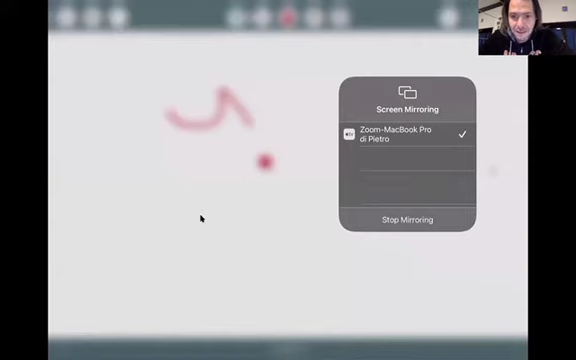 Screen Mirroring
Zoom-MacBook Pro
di Pietro
Stop Mirroring